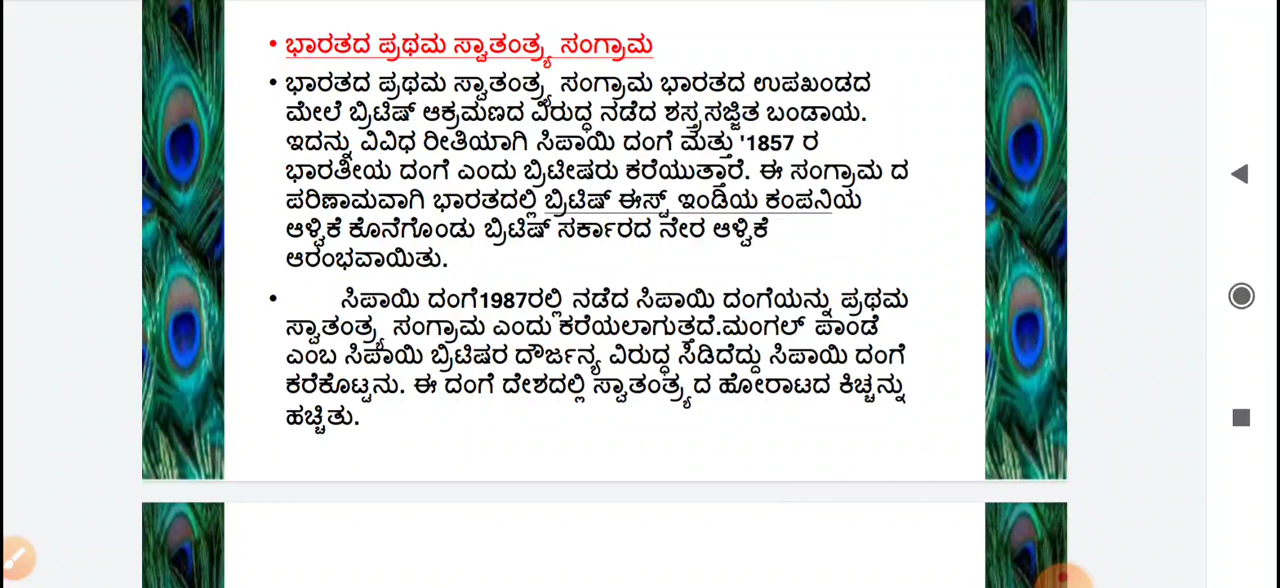 • ಭಾರತದ ಪ್ರಥಮ ಸ್ವಾತಂತ್ರ್ಯ ಸಂಗ್ರಾಮ
• ಭಾರತದ ಪ್ರಥಮ ಸ್ವಾತಂತ್ರ್ಯ ಸಂಗ್ರಾಮ ಭಾರತದ ಉಪಖಂಡದ
ಮೇಲೆ ಬ್ರಿಟಿಷ್ ಆಕ್ರಮಣದ ವಿರುದ್ಧ ನಡೆದ ಶಸ್ತ್ರಸಜ್ಜಿತ ಬಂಡಾಯ.
ಇದನ್ನು ವಿವಿಧ ರೀತಿಯಾಗಿ ಸಿಪಾಯಿ ದಂಗೆ ಮತ್ತು '1857 ರ
ಭಾರತೀಯ ದಂಗೆ ಎಂದು ಬ್ರಿಟೀಷರು ಕರೆಯುತ್ತಾರೆ. ಈ ಸಂಗ್ರಾಮ ದ
ಪರಿಣಾಮವಾಗಿ ಭಾರತದಲ್ಲಿ ಬ್ರಿಟಿಷ್ ಈಸ್ಟ್ ಇಂಡಿಯ ಕಂಪನಿಯ
ಆಳ್ವಿಕೆ ಕೊನೆಗೊಂಡು ಬ್ರಿಟಿಷ್ ಸರ್ಕಾರದ ನೇರ ಆಳ್ವಿಕೆ
ಆರಂಭವಾಯಿತು.
• ಸಿಪಾಯಿ ದಂಗೆ1987ರಲ್ಲಿ ನಡೆದ ಸಿಪಾಯಿ ದಂಗೆಯನ್ನು ಪ್ರಥಮ
ಸ್ವಾತಂತ್ರ್ಯ ಸಂಗ್ರಾಮ ಎಂದು ಕರೆಯಲಾಗುತ್ತದೆ.ಮಂಗಲ್ ಪಾಂಡೆ
ಎಂಬ ಸಿಪಾಯಿ ಬ್ರಿಟಿಷರ ದೌರ್ಜನ್ಯ ವಿರುದ್ಧ ಸಿಡಿದೆದ್ದು ಸಿಪಾಯಿ ದಂಗೆ
ಕರೆಕೊಟ್ಟನು. ಈ ದಂಗೆ ದೇಶದಲ್ಲಿ ಸ್ವಾತಂತ್ರ್ಯದ ಹೋರಾಟದ ಕಿಚ್ಚನ್ನು
ಹಚ್ಚಿತು.